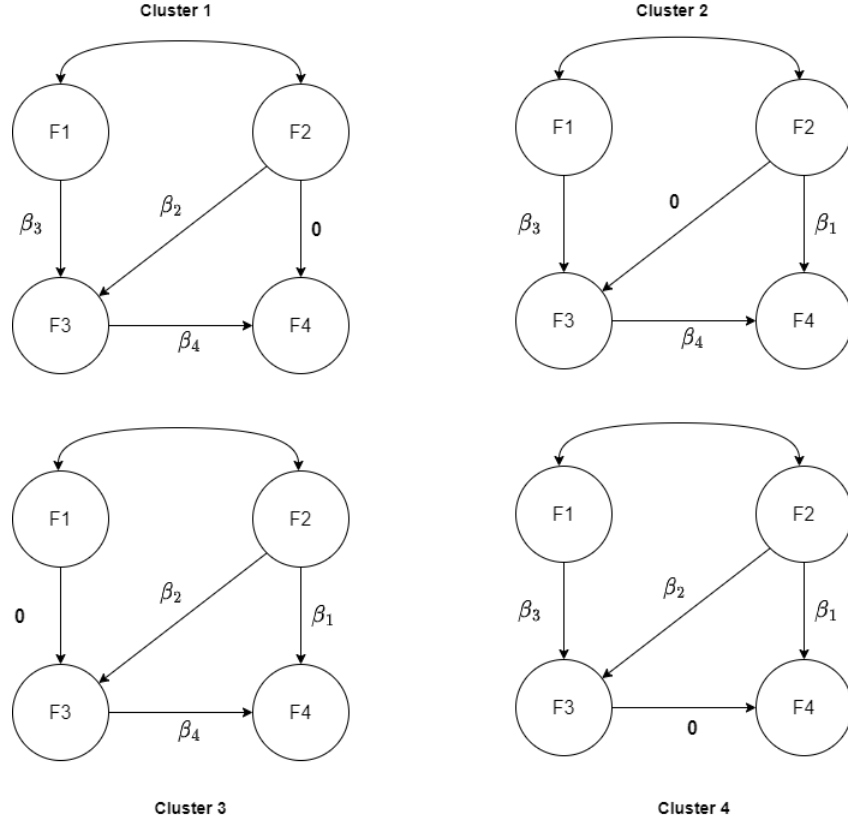 Cluster 1
Cluster 2
F1
F2
F1
F2
β₃
β₂
0
β₃
0
β₁
F3
β₄
F4
F3
β₄
F4
F1
F2
F1
F2
0
β₂
β₁
β₃
β₂
β₁
F3
β₄
F4
F3
0
F4
Cluster 3
Cluster 4